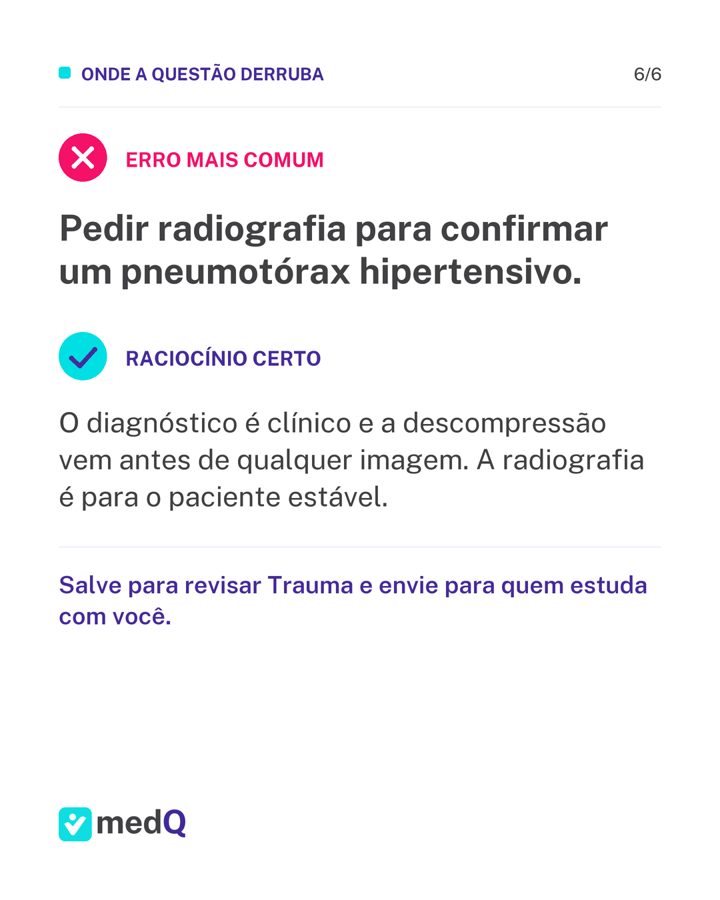 ONDE A QUESTÃO DERRUBA
6/6
ERRO MAIS COMUM
Pedir radiografia para confirmar
um pneumotórax hipertensivo.
RACIOCÍNIO CERTO
O diagnóstico é clínico e a descompressão
vem antes de qualquer imagem. A radiografia
é para o paciente estável.
Salve para revisar Trauma e envie para quem estuda
com você.
medQ